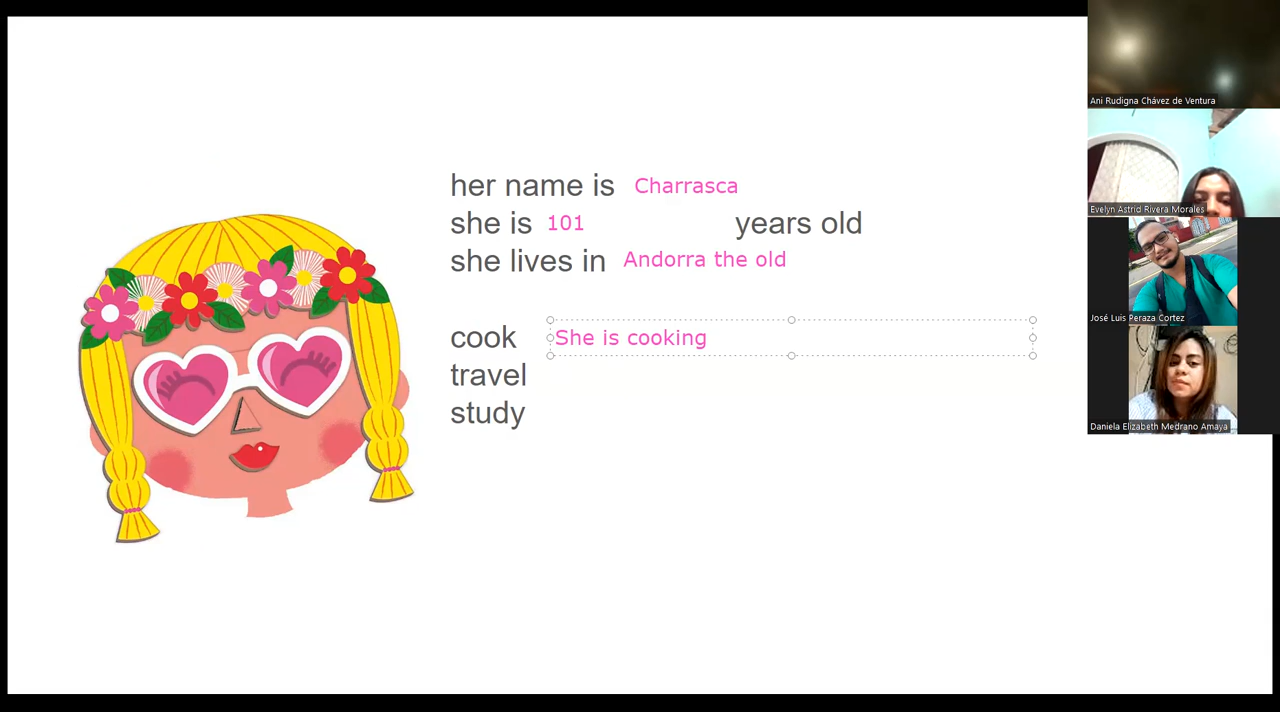 her name is Charrasca
she is 101 years old
she lives in Andorra the old
cook She is cooking
travel
study
Ani Rudigna Chávez de Ventura
Evelyn Astrid Rivera Morales
José Luis Peraza Cortez
Daniela Elizabeth Medrano Amaya